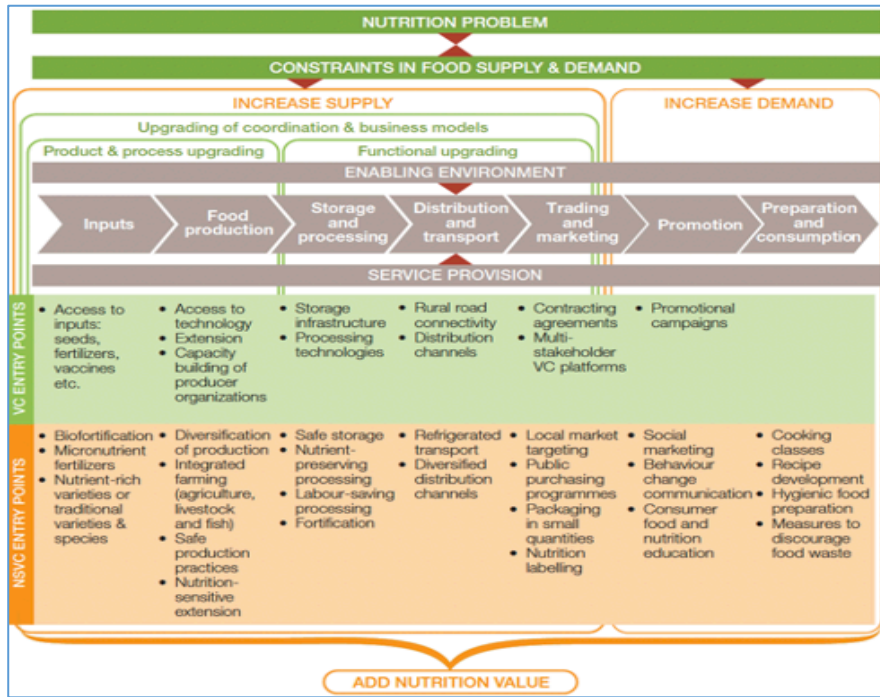 NUTRITION PROBLEM
CONSTRAINTS IN FOOD SUPPLY & DEMAND
INCREASE SUPPLY
INCREASE DEMAND
Upgrading of coordination & business models
Product & process upgrading
Functional upgrading
ENABLING ENVIRONMENT
Inputs
Food
production
Storage
and
processing
Distribution
and
transport
Trading
and
marketing
Promotion
Preparation
and
consumption
SERVICE PROVISION
VC ENTRY POINTS
• Access to
inputs:
seeds,
fertilizers,
vaccines
etc.
• Access to
technology
• Extension
• Capacity
building of
producer
organizations
• Storage
infrastructure
• Processing
technologies
• Rural road
connectivity
• Distribution
channels
• Contracting
agreements
• Multi-
stakeholder
VC platforms
• Promotional
campaigns
NSVC ENTRY POINTS
• Biofortification
• Micronutrient
fertilizers
• Nutrient-rich
varieties or
traditional
varieties &
species
• Diversification
of production
• Integrated
farming
(agriculture,
livestock
and fish)
• Safe
production
practices
• Nutrition-
sensitive
extension
• Safe storage
• Nutrient-
preserving
processing
• Labour-saving
processing
• Fortification
• Refrigerated
transport
• Diversified
distribution
channels
• Local market
targeting
• Public
purchasing
programmes
• Packaging
in small
quantities
• Nutrition
labelling
• Social
marketing
• Behaviour
change
communication
• Consumer
food and
nutrition
education
• Cooking
classes
• Recipe
development
• Hygienic food
preparation
• Measures to
discourage
food waste
ADD NUTRITION VALUE